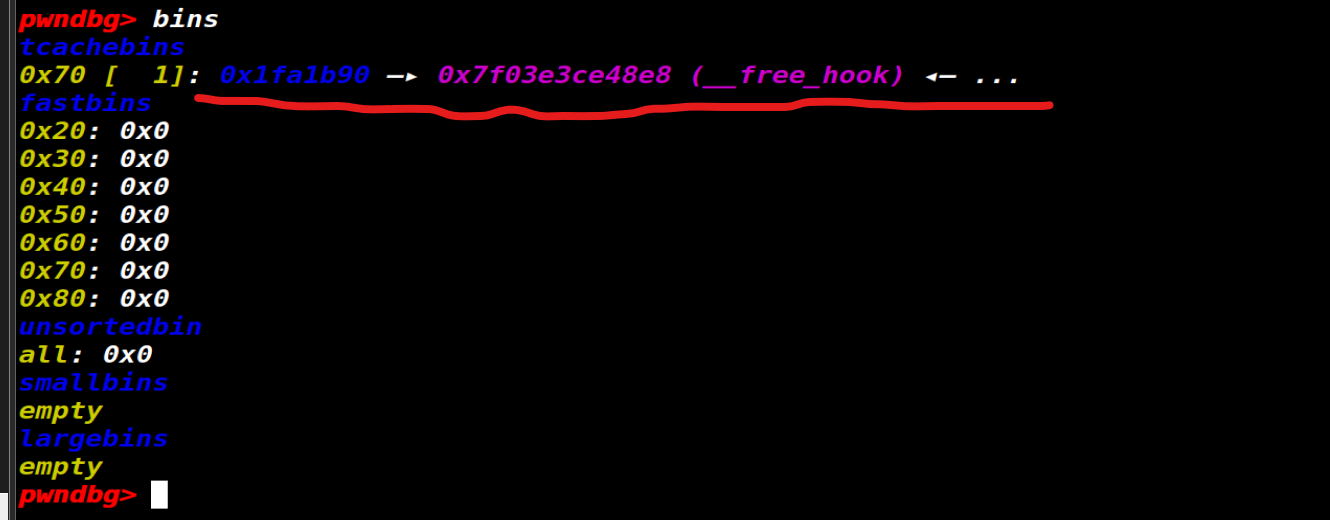 pwndbg> bins
tcachebins
0x70 [  1]: 0x1fa1b90 —▸ 0x7f03e3ce48e8 (__free_hook) ◂— ...
fastbins
0x20: 0x0
0x30: 0x0
0x40: 0x0
0x50: 0x0
0x60: 0x0
0x70: 0x0
0x80: 0x0
unsortedbin
all: 0x0
smallbins
empty
largebins
empty
pwndbg>